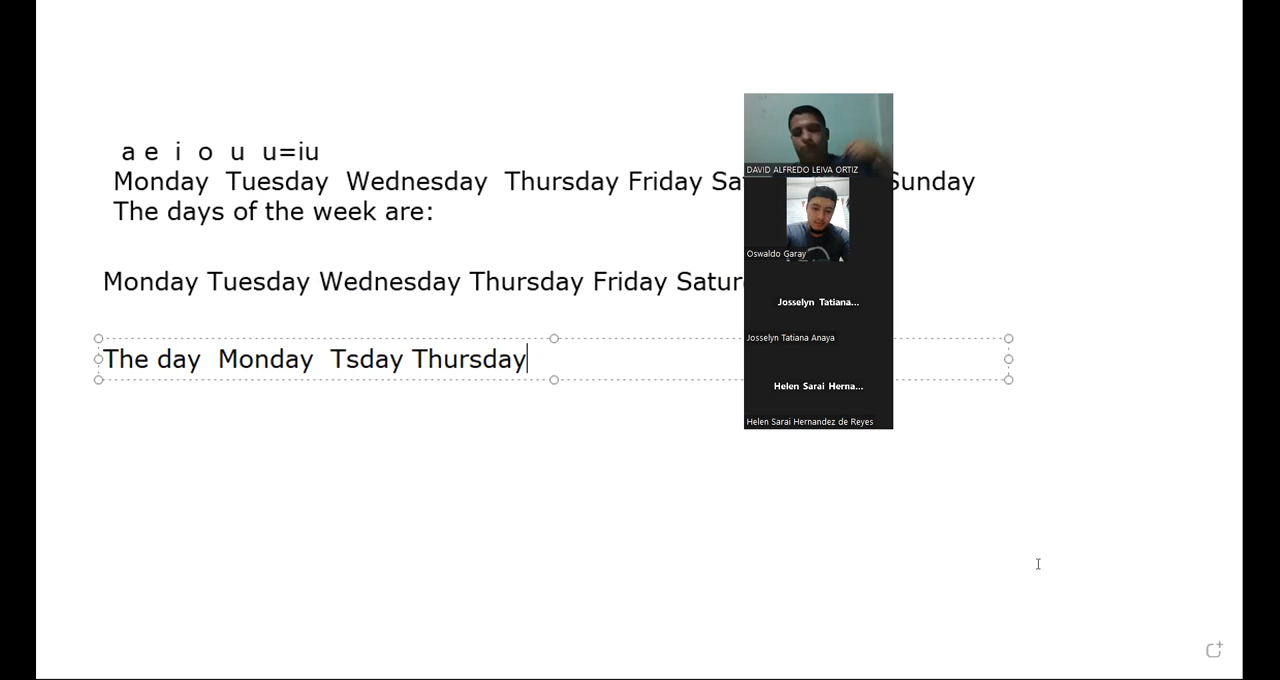 a e i o u u=iu
Monday Tuesday Wednesday Thursday Friday Sunday
The days of the week are:
Monday Tuesday Wednesday Thursday Friday
The day Monday Tsday Thursday
DAVID ALFREDO LEIVA ORTIZ
Oswaldo Garay
Josselyn Tatiana...
Josselyn Tatiana Anaya
Helen Sarai Herna...
Helen Sarai Hernandez de Reyes